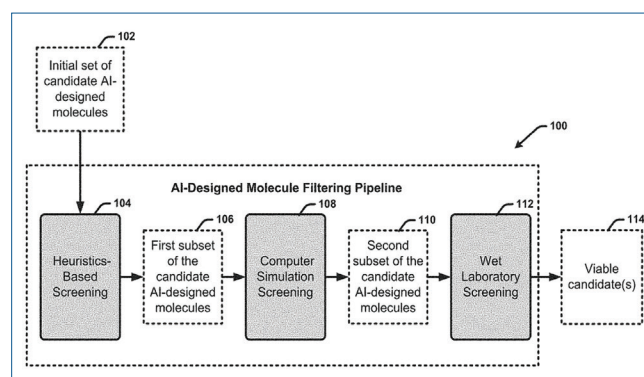 102
Initial set of
candidate AI-
designed
molecules
100
AI-Designed Molecule Filtering Pipeline
104
Heuristics-
Based
Screening
106
First subset
of the
candidate
AI-designed
molecules
108
Computer
Simulation
Screening
110
Second
subset of the
candidate
AI-designed
molecules
112
Wet
Laboratory
Screening
114
Viable
candidate(s)